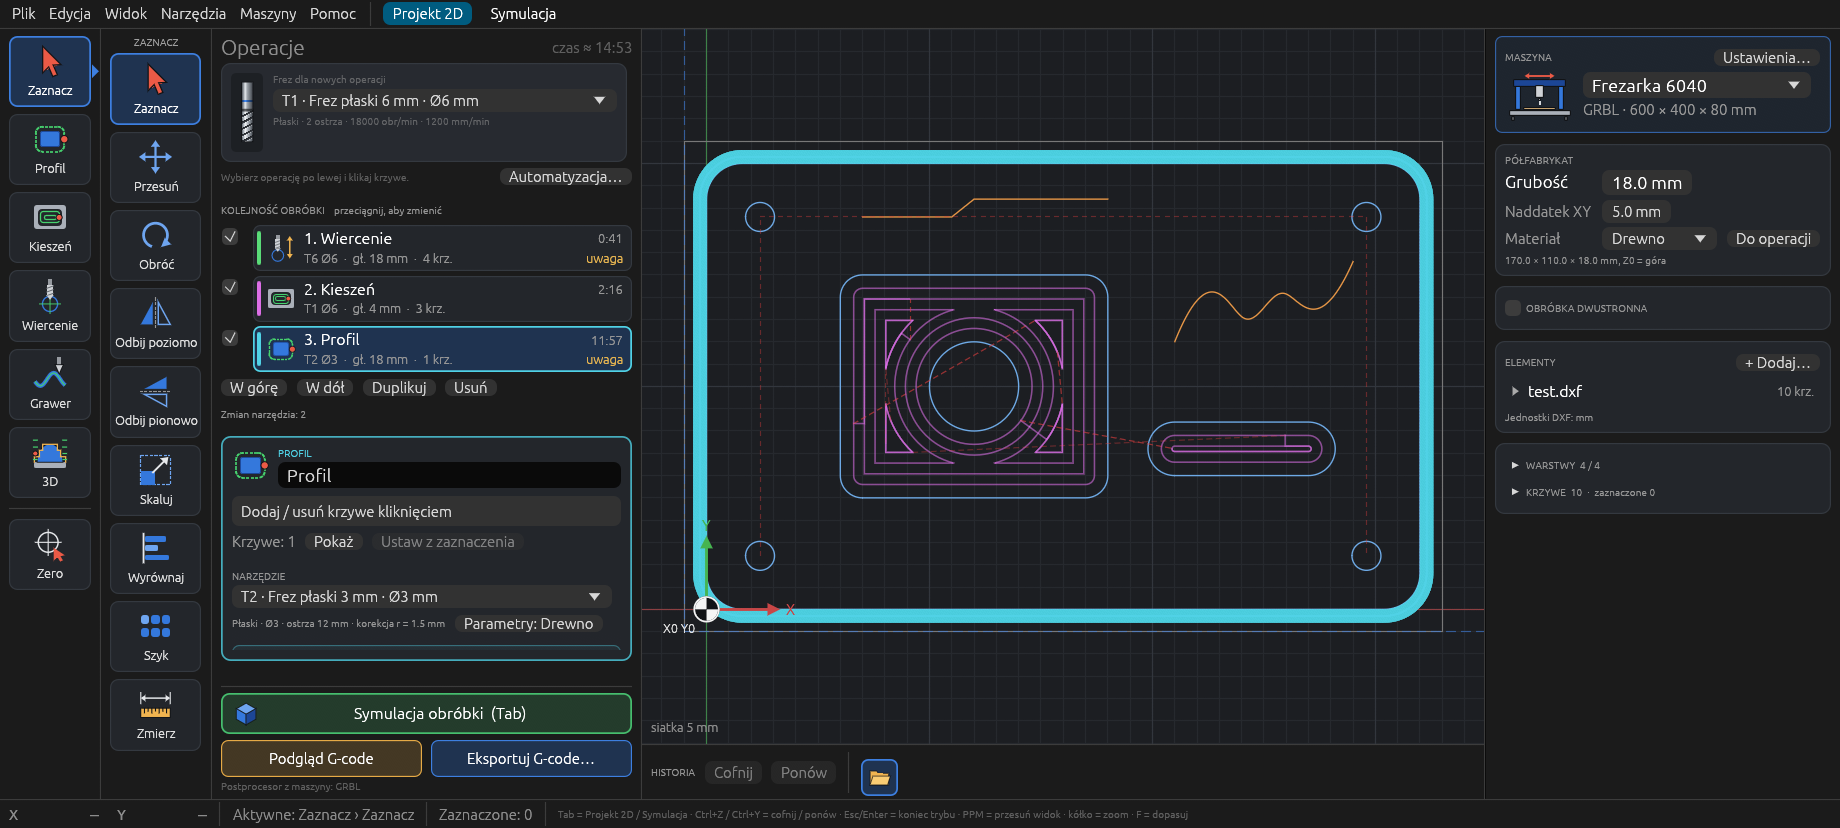 Plik Edycja Widok Narzędzia Maszyny Pomoc Projekt 2D Symulacja
Zaznacz
Profil
Kieszeń
Wiercenie
Grawer
3D
Zero
ZAZNACZ
Zaznacz
Przesuń
Obróć
Odbij poziomo
Odbij pionowo
Skaluj
Wyrównaj
Szyk
Zmierz
Operacje czas ≈ 14:53
Frez dla nowych operacji
T1 · Frez płaski 6 mm · Ø6 mm
Płaski · 2 ostrza · 18000 obr/min · 1200 mm/min
Wybierz operację po lewej i klikaj krzywe. Automatyzacja…
KOLEJNOŚĆ OBRÓBKI przeciągnij, aby zmienić
1. Wiercenie 0:41
T6 Ø6 · gł. 18 mm · 4 krz. uwaga
2. Kieszeń 2:16
T1 Ø6 · gł. 4 mm · 3 krz.
3. Profil 11:57
T2 Ø3 · gł. 18 mm · 1 krz. uwaga
W górę W dół Duplikuj Usuń
Zmian narzędzia: 2
PROFIL
Profil
Dodaj / usuń krzywe kliknięciem
Krzywe: 1 Pokaż Ustaw z zaznaczenia
NARZĘDZIE
T2 · Frez płaski 3 mm · Ø3 mm
Płaski · Ø3 · ostrza 12 mm · korekcja r = 1.5 mm Parametry: Drewno
Symulacja obróbki (Tab)
Podgląd G-code Eksportuj G-code…
Postprocesor z maszyny: GRBL
Y
X
X0 Y0
siatka 5 mm
HISTORIA Cofnij Ponów
MASZYNA Ustawienia…
Frezarka 6040
GRBL · 600 × 400 × 80 mm
PÓŁFABRYKAT
Grubość 18.0 mm
Naddatek XY 5.0 mm
Materiał Drewno Do operacji
170.0 × 110.0 × 18.0 mm, Z0 = góra
OBRÓBKA DWUSTRONNA
ELEMENTY + Dodaj…
test.dxf 10 krz.
Jednostki DXF: mm
WARSTWY 4 / 4
KRZYWE 10 · zaznaczone 0
X – Y – Aktywne: Zaznacz › Zaznacz Zaznaczone: 0 Tab = Projekt 2D / Symulacja · Ctrl+Z / Ctrl+Y = cofnij / ponów · Esc/Enter = koniec trybu · PPM = przesuń widok · kółko = zoom · F = dopasuj